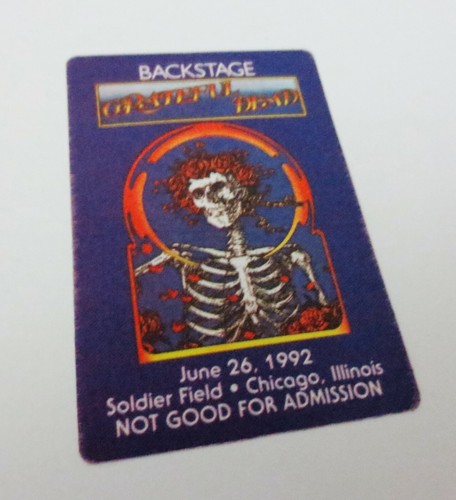 BACKSTAGE
GRATEFUL DEAD
June 26, 1992
Soldier Field • Chicago, Illinois
NOT GOOD FOR ADMISSION